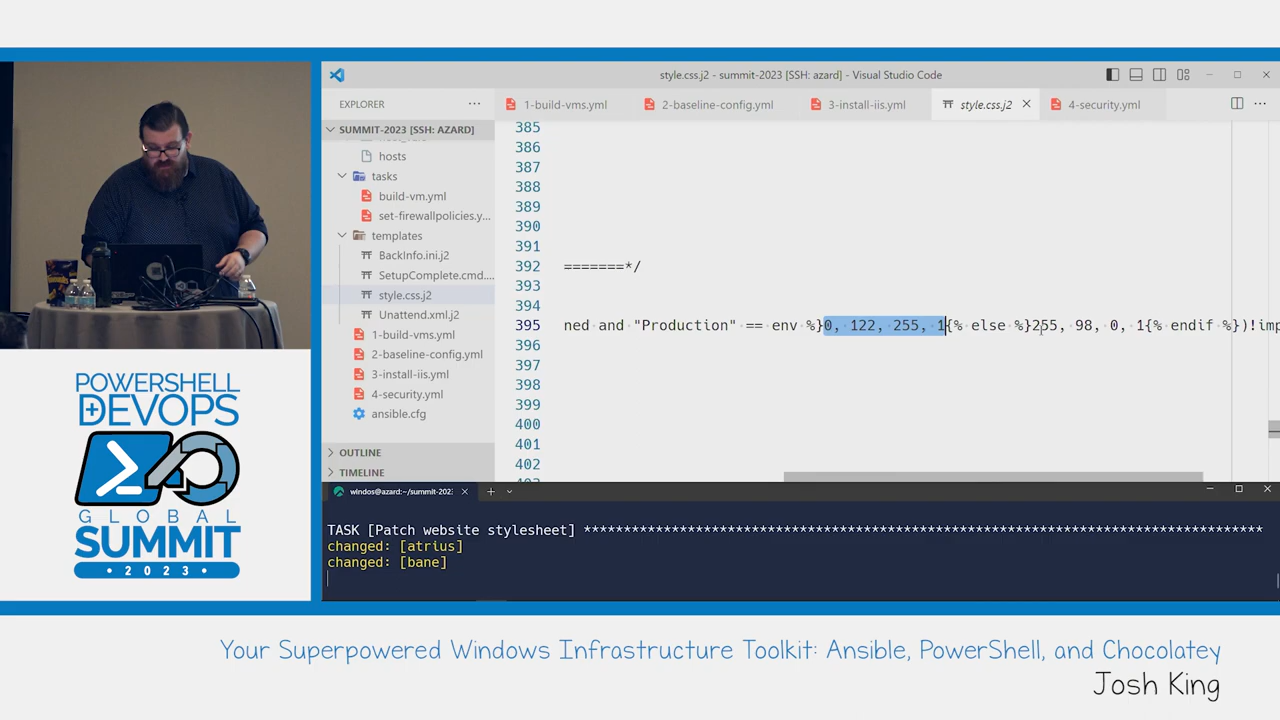 style.css.j2 - summit-2023 [SSH: azard] - Visual Studio Code
EXPLORER
1-build-vms.yml
2-baseline-config.yml
3-install-iis.yml
style.css.j2
4-security.yml
SUMMIT-2023 [SSH: AZARD]
hosts
tasks
build-vm.yml
set-firewallpolicies.y...
templates
BackInfo.ini.j2
SetupComplete.cmd....
style.css.j2
Unattend.xml.j2
1-build-vms.yml
2-baseline-config.yml
3-install-iis.yml
4-security.yml
ansible.cfg
OUTLINE
TIMELINE
385
386
387
388
389
390
391
392 =======*/
393
394
395 ned and "Production" == env %}0, 122, 255, 1{% else %}255, 98, 0, 1{% endif %})!imp
396
397
398
399
400
401
402
windos@azard:~/summit-202
TASK [Patch website stylesheet] ******************************************************************************
changed: [atrius]
changed: [bane]
POWERSHELL
+DEVOPS
GLOBAL
SUMMIT
• 2023 •
Your Superpowered Windows Infrastructure Toolkit: Ansible, PowerShell, and Chocolatey
Josh King